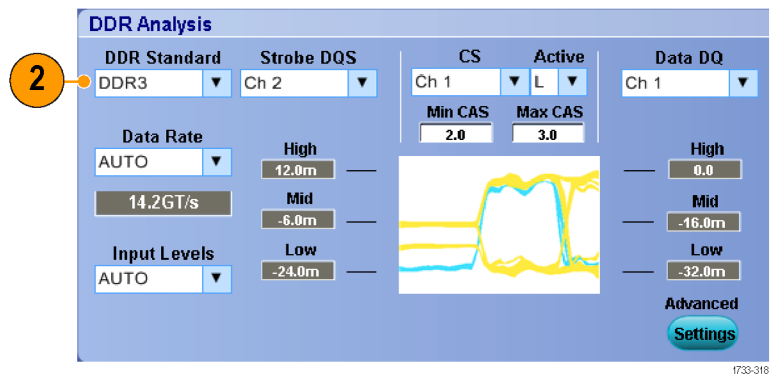 DDR Analysis
DDR Standard Strobe DQS CS Active Data DQ
2 DDR3 Ch 2 Ch 1 L Ch 1
Min CAS Max CAS
2.0 3.0
Data Rate
AUTO
14.2GT/s
Input Levels
AUTO
High
12.0m
Mid
-6.0m
Low
-24.0m
High
0.0
Mid
-16.0m
Low
-32.0m
Advanced
Settings
1733-318